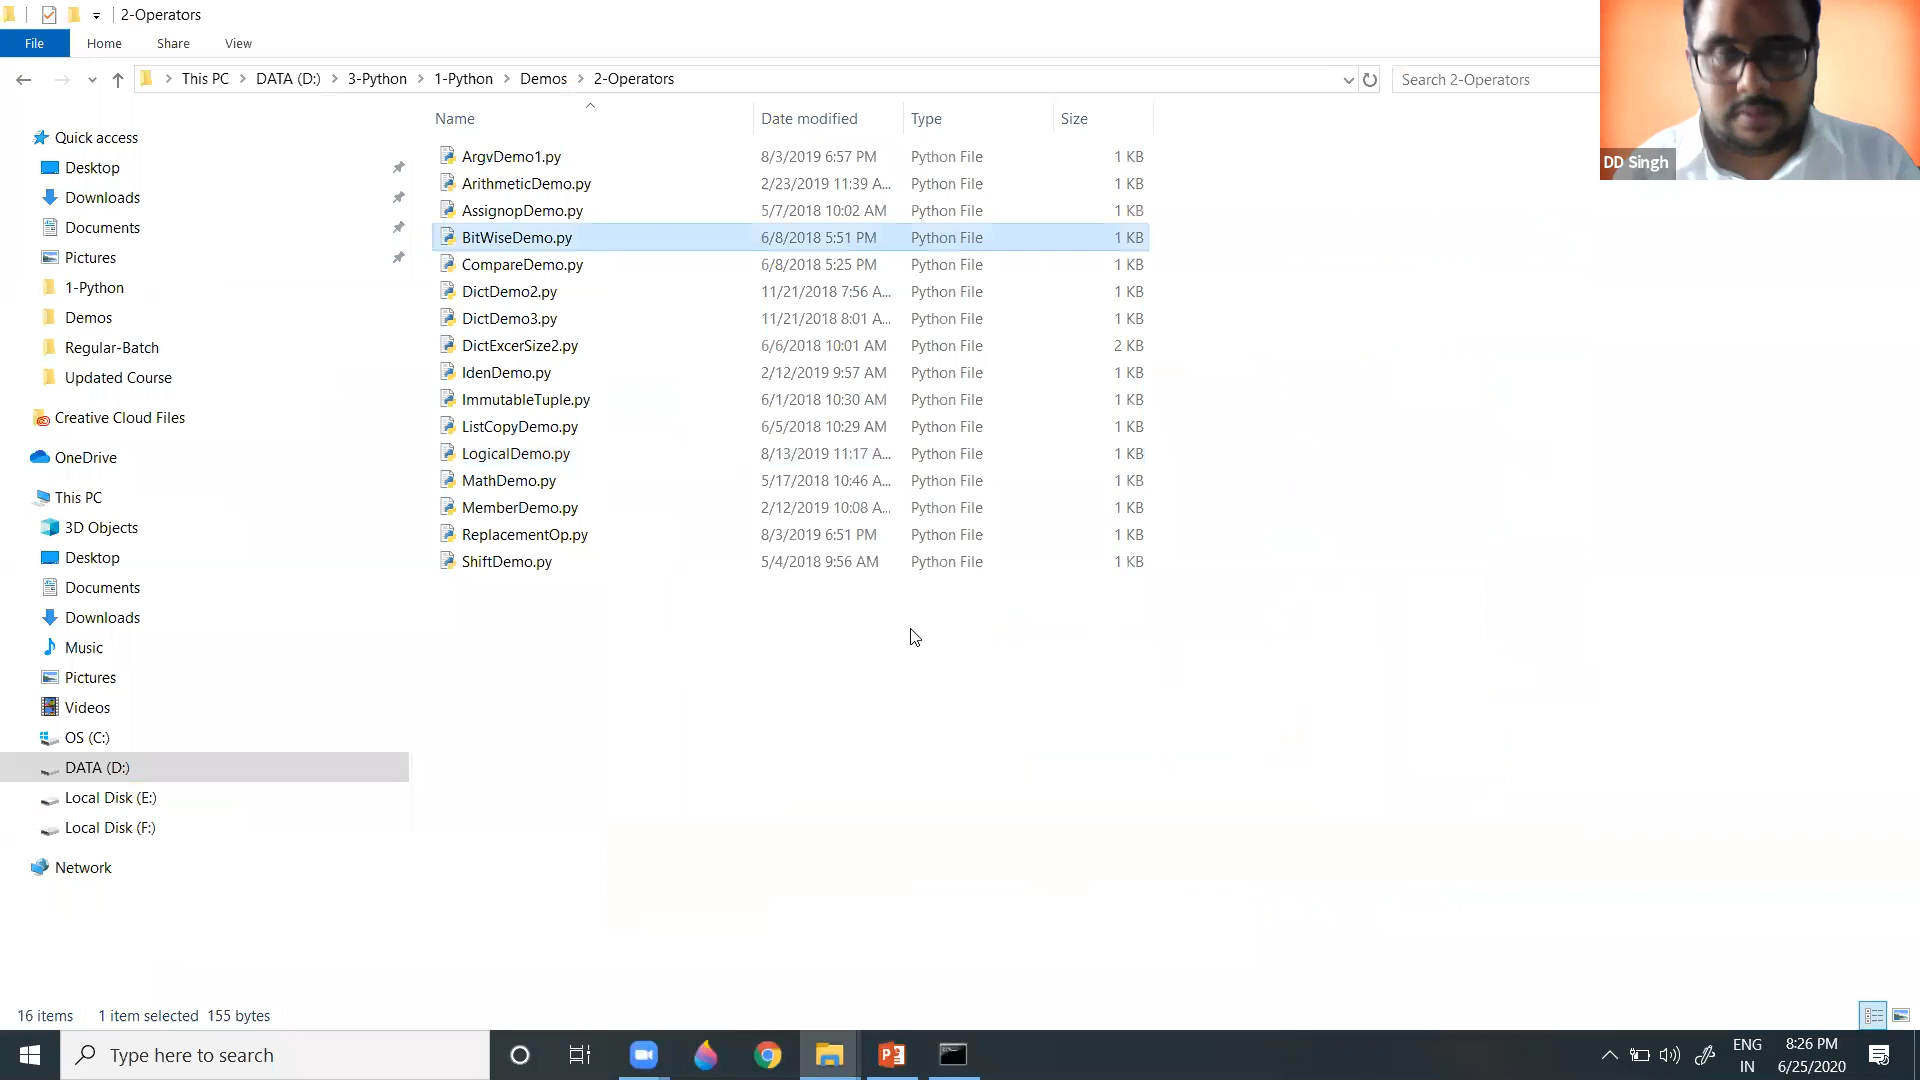 2-Operators
File Home Share View
This PC DATA (D:) 3-Python 1-Python Demos 2-Operators
Search 2-Operators
DD Singh
Name Date modified Type Size
Quick access
Desktop
Downloads
Documents
Pictures
1-Python
Demos
Regular-Batch
Updated Course
Creative Cloud Files
OneDrive
This PC
3D Objects
Desktop
Documents
Downloads
Music
Pictures
Videos
OS (C:)
DATA (D:)
Local Disk (E:)
Local Disk (F:)
Network
ArgvDemo1.py 8/3/2019 6:57 PM Python File 1 KB
ArithmeticDemo.py 2/23/2019 11:39 A... Python File 1 KB
AssignopDemo.py 5/7/2018 10:02 AM Python File 1 KB
BitWiseDemo.py 6/8/2018 5:51 PM Python File 1 KB
CompareDemo.py 6/8/2018 5:25 PM Python File 1 KB
DictDemo2.py 11/21/2018 7:56 A... Python File 1 KB
DictDemo3.py 11/21/2018 8:01 A... Python File 1 KB
DictExcerSize2.py 6/6/2018 10:01 AM Python File 2 KB
IdenDemo.py 2/12/2019 9:57 AM Python File 1 KB
ImmutableTuple.py 6/1/2018 10:30 AM Python File 1 KB
ListCopyDemo.py 6/5/2018 10:29 AM Python File 1 KB
LogicalDemo.py 8/13/2019 11:17 A... Python File 1 KB
MathDemo.py 5/17/2018 10:46 A... Python File 1 KB
MemberDemo.py 2/12/2019 10:08 A... Python File 1 KB
ReplacementOp.py 8/3/2019 6:51 PM Python File 1 KB
ShiftDemo.py 5/4/2018 9:56 AM Python File 1 KB
16 items 1 item selected 155 bytes
Type here to search
ENG
IN
8:26 PM
6/25/2020